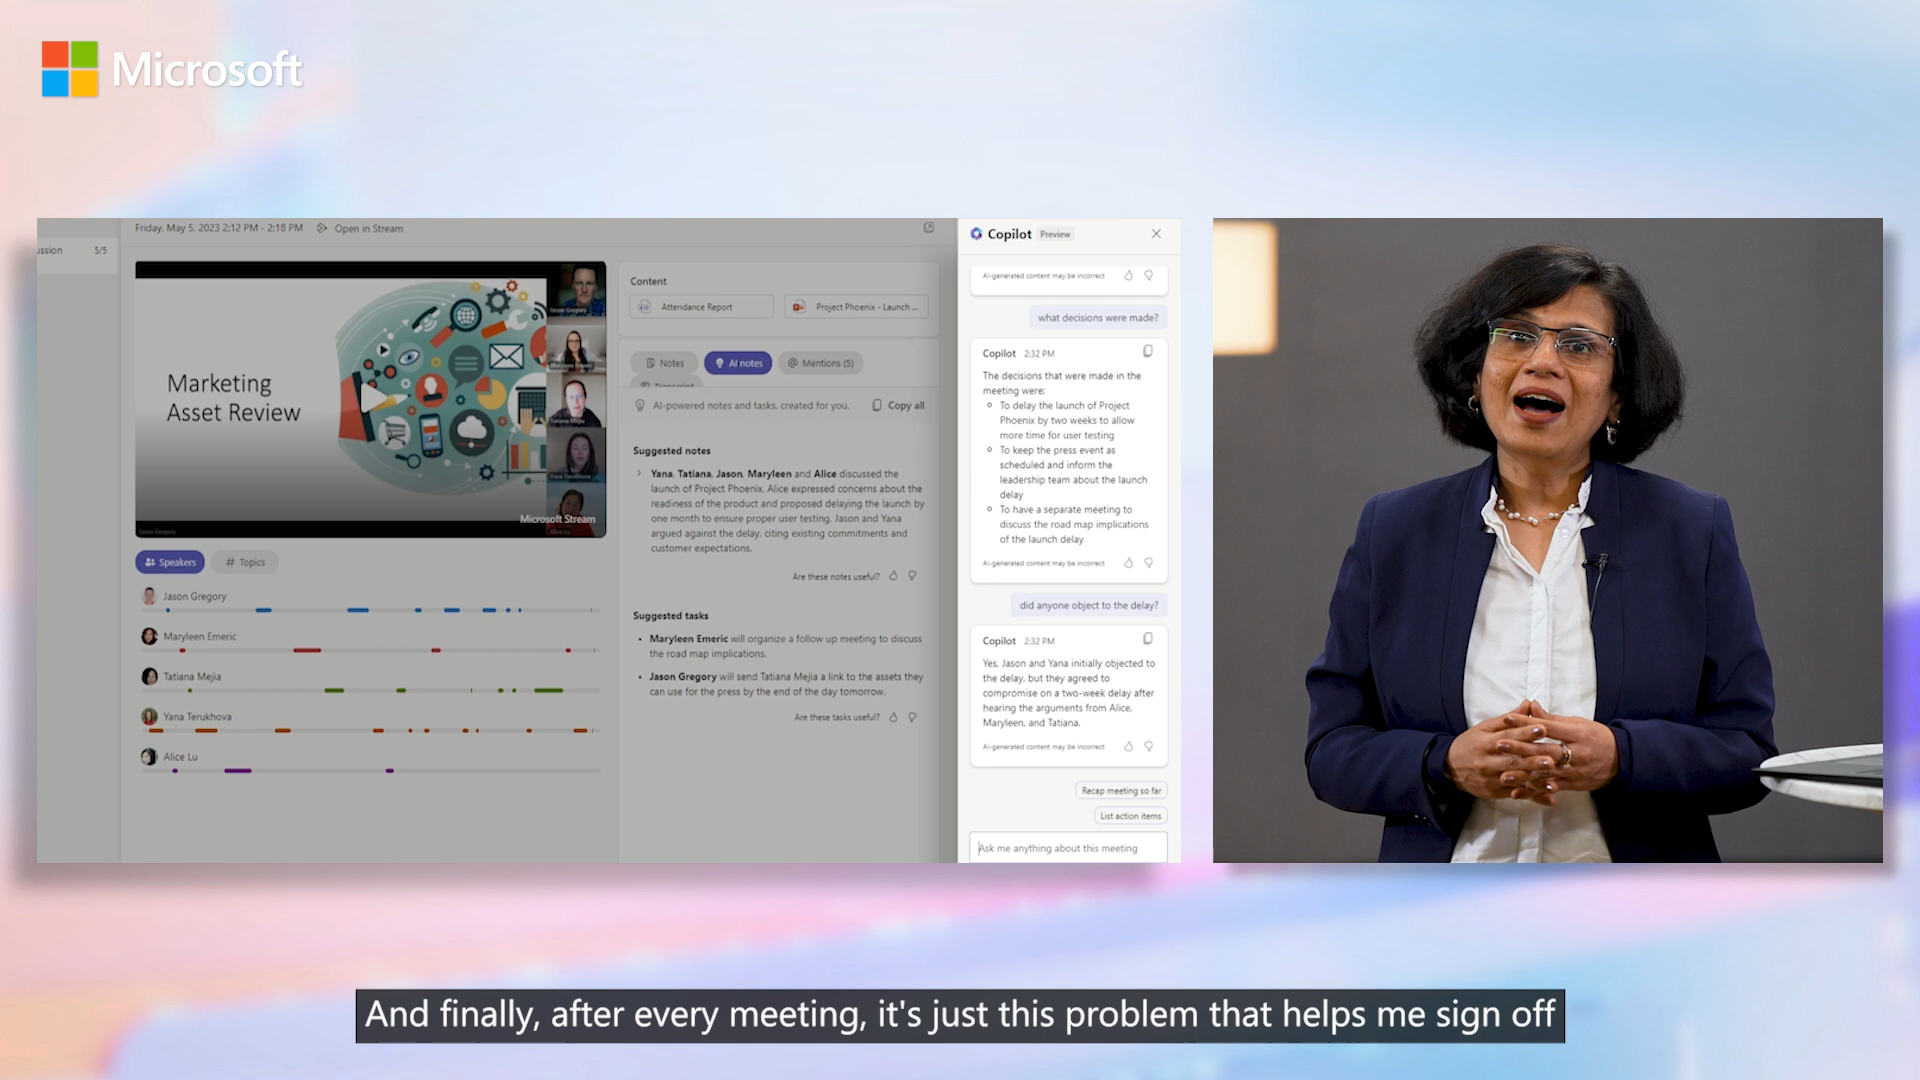 Microsoft
Friday, May 5, 2023 2:12 PM - 2:18 PM
Open in Stream
ussion
5/5
Marketing
Asset Review
Jason Gregory
Microsoft Stream
Jason Gregory
Speakers
# Topics
Jason Gregory
Maryleen Emeric
Tatiana Mejia
Yana Terukhova
Alice Lu
Content
Attendance Report
Project Phoenix - Launch ...
Notes
AI notes
Mentions (5)
Transcript
AI-powered notes and tasks, created for you.
Copy all
Suggested notes
Yana, Tatiana, Jason, Maryleen and Alice discussed the
launch of Project Phoenix. Alice expressed concerns about the
readiness of the product and proposed delaying the launch by
one month to ensure proper user testing. Jason and Yana
argued against the delay, citing existing commitments and
customer expectations.
Are these notes useful?
Suggested tasks
• Maryleen Emeric will organize a follow up meeting to discuss
the road map implications.
• Jason Gregory will send Tatiana Mejia a link to the assets they
can use for the press by the end of the day tomorrow.
Are these tasks useful?
Copilot Preview
AI-generated content may be incorrect
what decisions were made?
Copilot 2:32 PM
The decisions that were made in the
meeting were:
To delay the launch of Project
Phoenix by two weeks to allow
more time for user testing
To keep the press event as
scheduled and inform the
leadership team about the launch
delay
To have a separate meeting to
discuss the road map implications
of the launch delay
AI-generated content may be incorrect
did anyone object to the delay?
Copilot 2:32 PM
Yes, Jason and Yana initially objected to
the delay, but they agreed to
compromise on a two-week delay after
hearing the arguments from Alice,
Maryleen, and Tatiana.
AI-generated content may be incorrect
Recap meeting so far
List action items
Ask me anything about this meeting
And finally, after every meeting, it's just this problem that helps me sign off